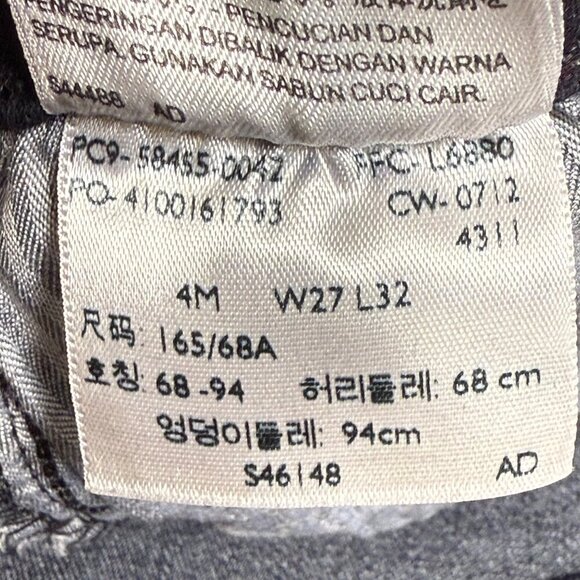 PENGERINGAN DIBALIK - PENCUCIAN DAN
SERUPA. GUNAKAN DENGAN WARNA
SABUN CUCI CAIR.
S44488 AD
PC9-58455-0042 FFC-L6880
PO-4100161793 CW-0712
4311
4M W27 L32
尺码: 165/68A
호칭: 68-94 허리둘레: 68 cm
엉덩이둘레: 94cm
S46148 AD